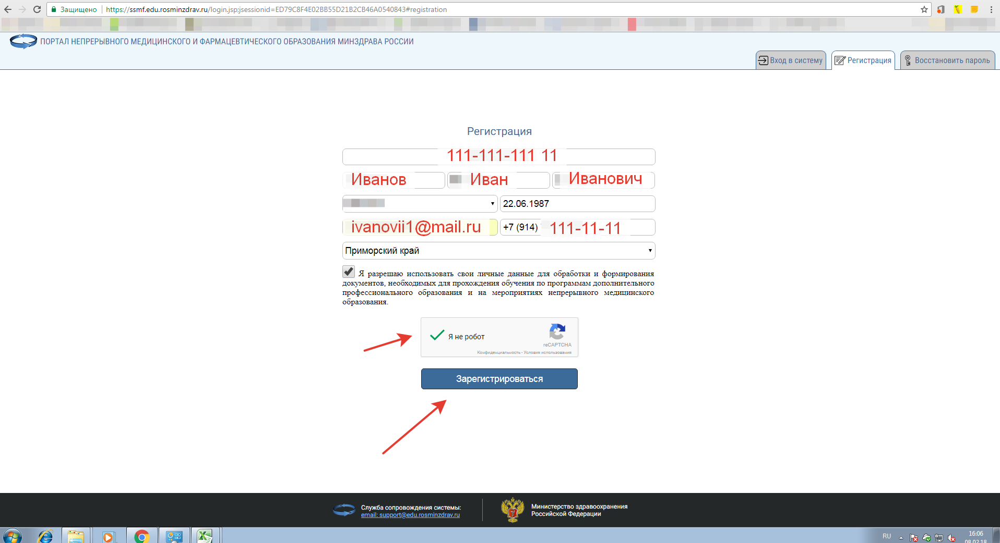 Защищено https://ssmf.edu.rosminzdrav.ru/login.jsp;jsessionid=ED79C8F4E02BB55D21B2CB46A0540843#registration
ПОРТАЛ НЕПРЕРЫВНОГО МЕДИЦИНСКОГО И ФАРМАЦЕВТИЧЕСКОГО ОБРАЗОВАНИЯ МИНЗДРАВА РОССИИ
Вход в систему Регистрация Восстановить пароль
Регистрация
111-111-111 11
Иванов Иван Иванович
22.06.1987
ivanovii1@mail.ru +7 (914) 111-11-11
Приморский край
Я разрешаю использовать свои личные данные для обработки и формирования
документов, необходимых для прохождения обучения по программам дополнительного
профессионального образования и на мероприятиях непрерывного медицинского
образования.
Я не робот
reCAPTCHA
Конфиденциальность - Условия использования
Зарегистрироваться
Служба сопровождения системы:
email: support@edu.rosminzdrav.ru
Министерство здравоохранения
Российской Федерации
RU 16:06
08.02.18